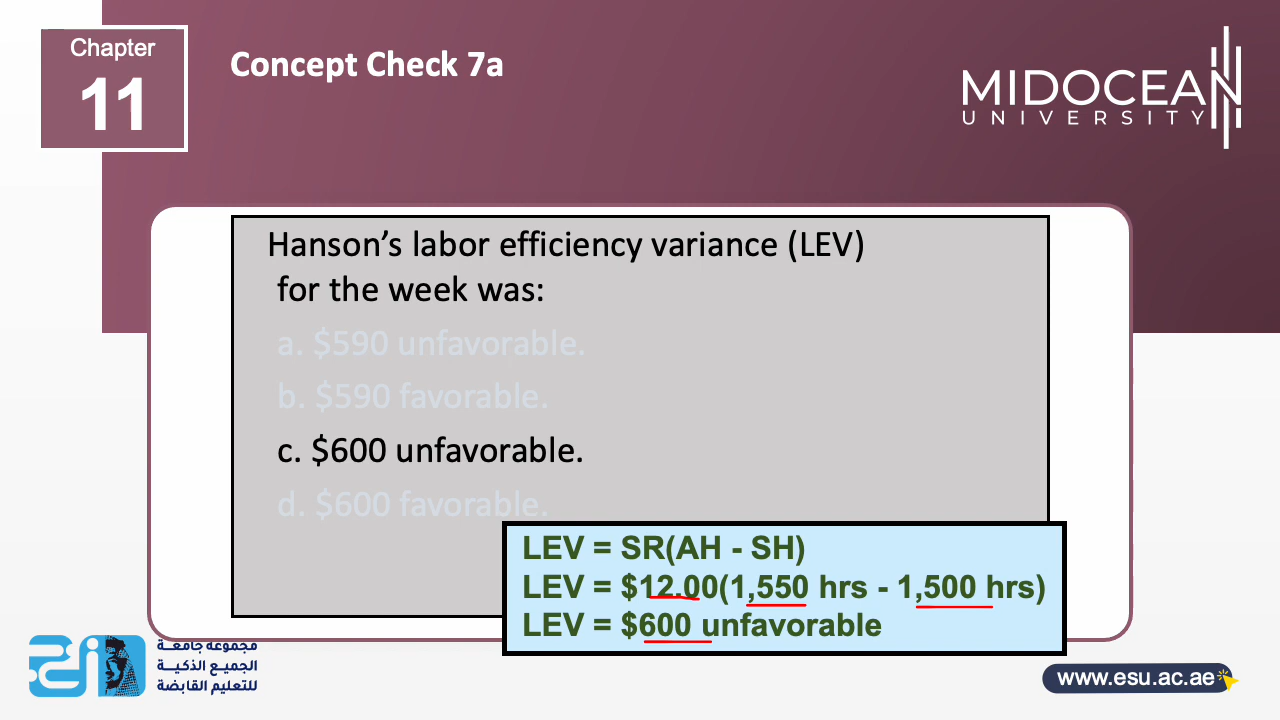 Chapter
11
Concept Check 7a
MIDOCEAN
UNIVERSITY
Hanson’s labor efficiency variance (LEV)
for the week was:
a. $590 unfavorable.
b. $590 favorable.
c. $600 unfavorable.
d. $600 favorable.
LEV = SR(AH - SH)
LEV = $12.00(1,550 hrs - 1,500 hrs)
LEV = $600 unfavorable
مجموعة جامعة
الجميع الذكية
للتعليم القابضة
www.esu.ac.ae